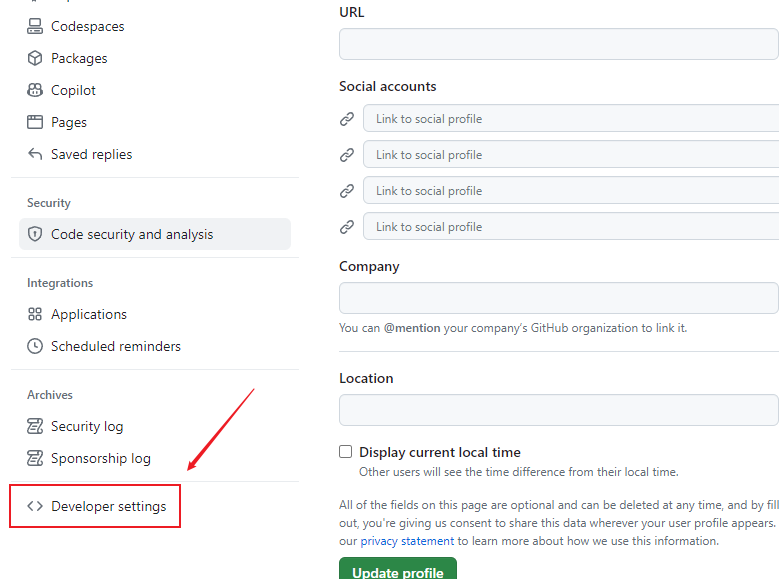 Codespaces
Packages
Copilot
Pages
Saved replies
Security
Code security and analysis
Integrations
Applications
Scheduled reminders
Archives
Security log
Sponsorship log
Developer settings
URL
Social accounts
Link to social profile
Link to social profile
Link to social profile
Link to social profile
Company
You can @mention your company's GitHub organization to link it.
Location
Display current local time
Other users will see the time difference from their local time.
All of the fields on this page are optional and can be deleted at any time, and by fill
out, you're giving us consent to share this data wherever your user profile appears.
our privacy statement to learn more about how we use this information.
Update profile